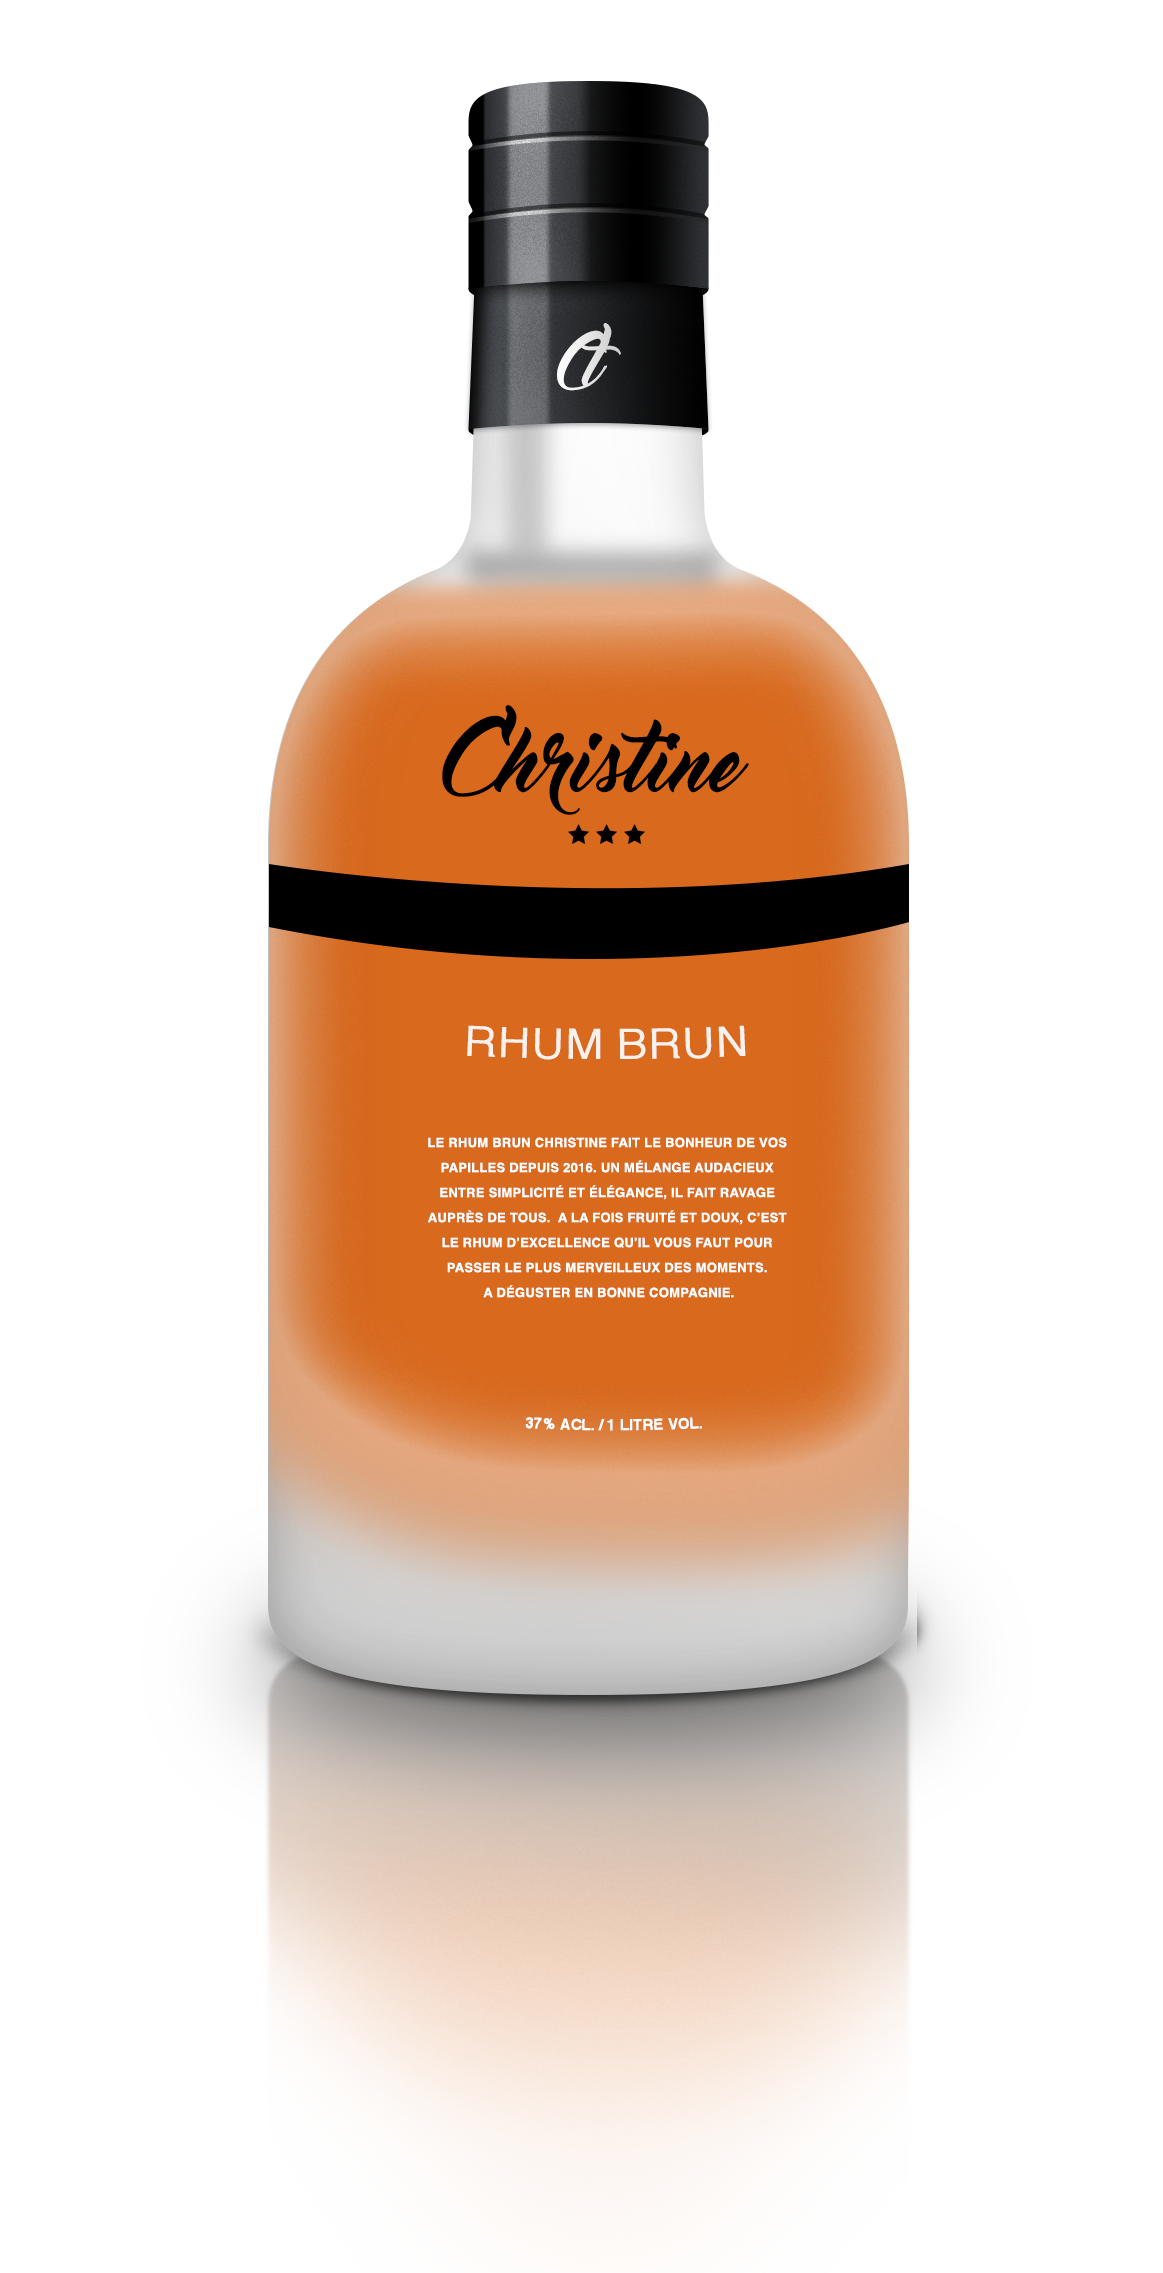 Christine
RHUM BRUN
LE RHUM BRUN CHRISTINE FAIT LE BONHEUR DE VOS
PAPILLES DEPUIS 2016. UN MÉLANGE AUDACIEUX
ENTRE SIMPLICITÉ ET ÉLÉGANCE, IL FAIT RAVAGE
AUPRÈS DE TOUS.  A LA FOIS FRUITÉ ET DOUX, C'EST
LE RHUM D'EXCELLENCE QU'IL VOUS FAUT POUR
PASSER LE PLUS MERVEILLEUX DES MOMENTS.
A DÉGUSTER EN BONNE COMPAGNIE.
37% ACL. / 1 LITRE VOL.